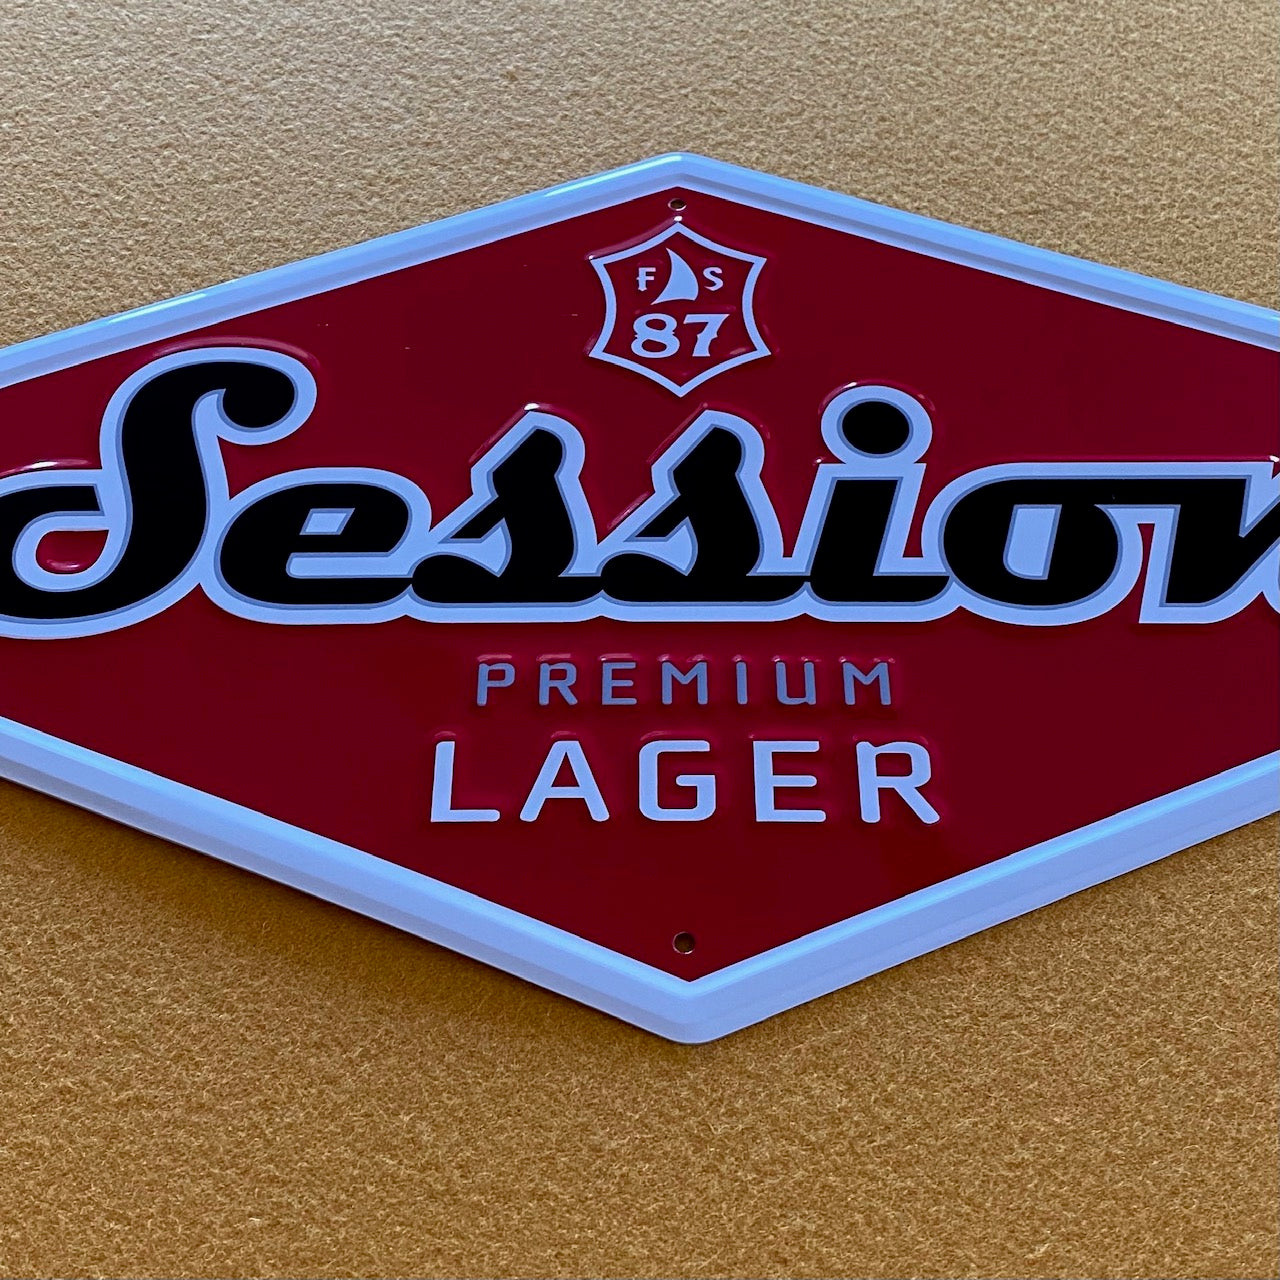 F S
87
Session
PREMIUM
LAGER